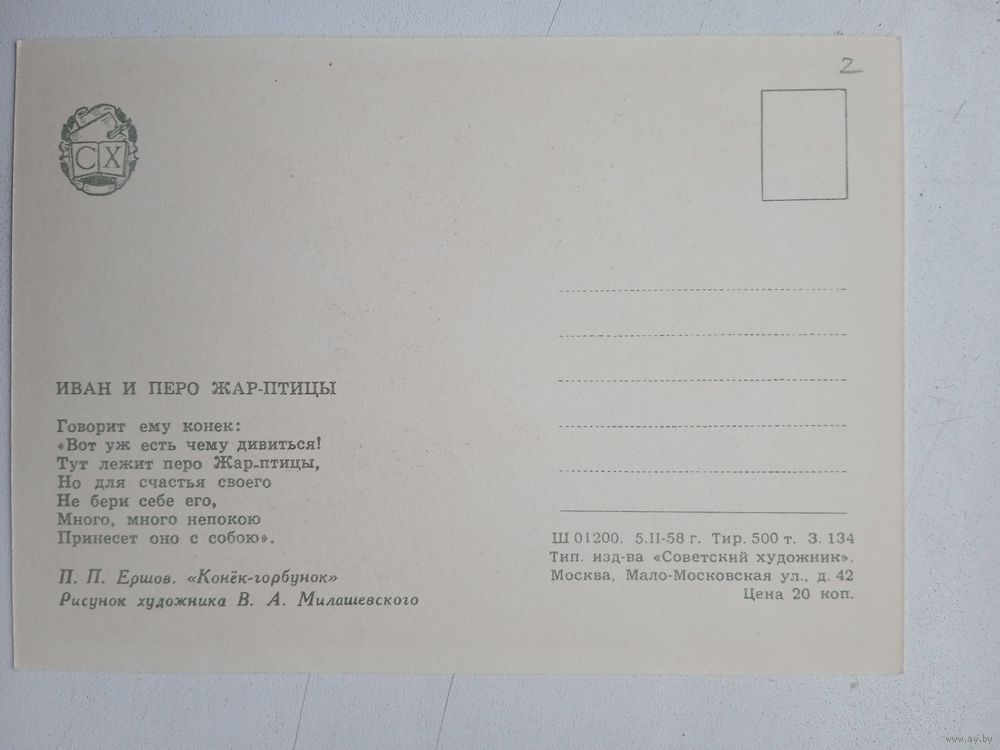 2
СХ
ИВАН И ПЕРО ЖАР-ПТИЦЫ
Говорит ему конек:
«Вот уж есть чему дивиться!
Тут лежит перо Жар-птицы,
Но для счастья своего
Не бери себе его,
Много, много непокою
Принесет оно с собою».
П. П. Ершов. «Конёк-горбунок»
Рисунок художника В. А. Милашевского
Ш 01200. 5.II-58 г. Тир. 500 т. З. 134
Тип. изд-ва «Советский художник».
Москва, Мало-Московская ул., д. 42
Цена 20 коп.
www.ay.by